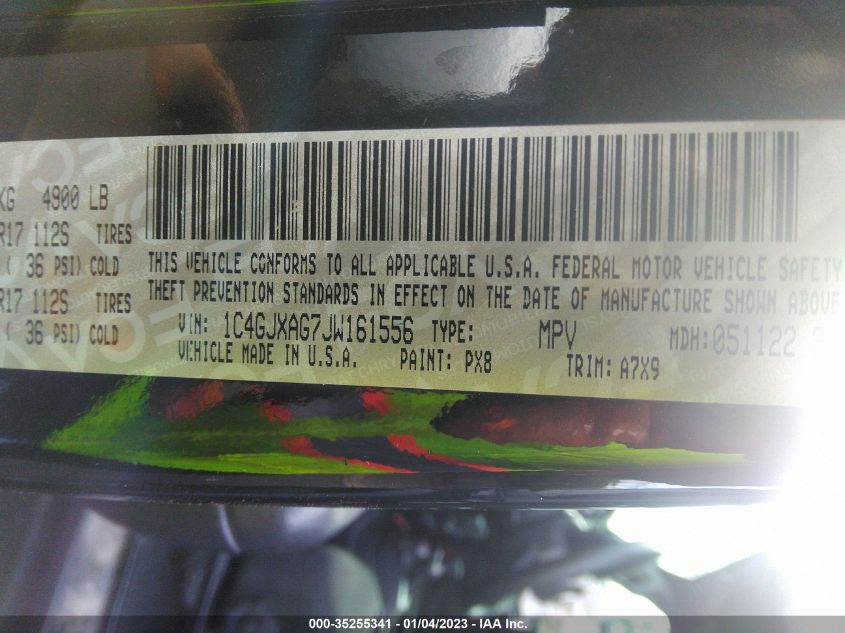 KG 4900 LB
R17 112S TIRES
( 36 PSI) COLD
R17 112S TIRES
( 36 PSI) COLD
THIS VEHICLE CONFORMS TO ALL APPLICABLE U.S.A. FEDERAL MOTOR VEHICLE SAFETY
THEFT PREVENTION STANDARDS IN EFFECT ON THE DATE OF MANUFACTURE SHOWN ABOVE
VIN: 1C4GJXAG7JW161556 TYPE: MPV MDH:051122
VEHICLE MADE IN U.S.A. PAINT: PX8 TRIM: A7X9
000-35255341 - 01/04/2023 - IAA Inc.